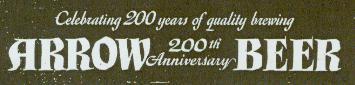 Celebrating 200 years of quality brewing
ARROW 200th Anniversary BEER